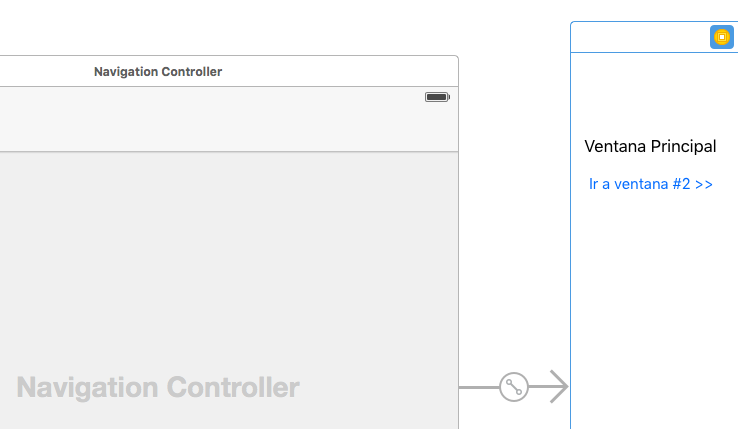 Navigation Controller
Ventana Principal
Ir a ventana #2 >>
Navigation Controller